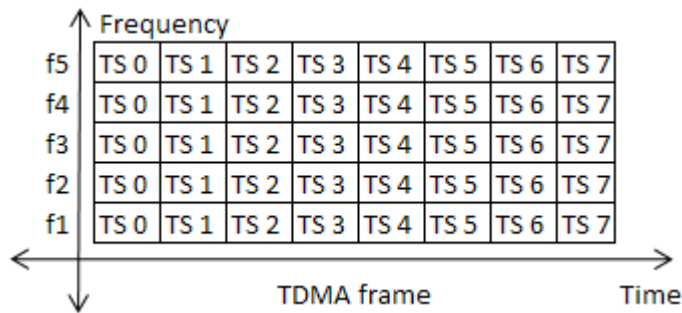 Frequency
f5 TS 0 TS 1 TS 2 TS 3 TS 4 TS 5 TS 6 TS 7
f4 TS 0 TS 1 TS 2 TS 3 TS 4 TS 5 TS 6 TS 7
f3 TS 0 TS 1 TS 2 TS 3 TS 4 TS 5 TS 6 TS 7
f2 TS 0 TS 1 TS 2 TS 3 TS 4 TS 5 TS 6 TS 7
f1 TS 0 TS 1 TS 2 TS 3 TS 4 TS 5 TS 6 TS 7
TDMA frame Time